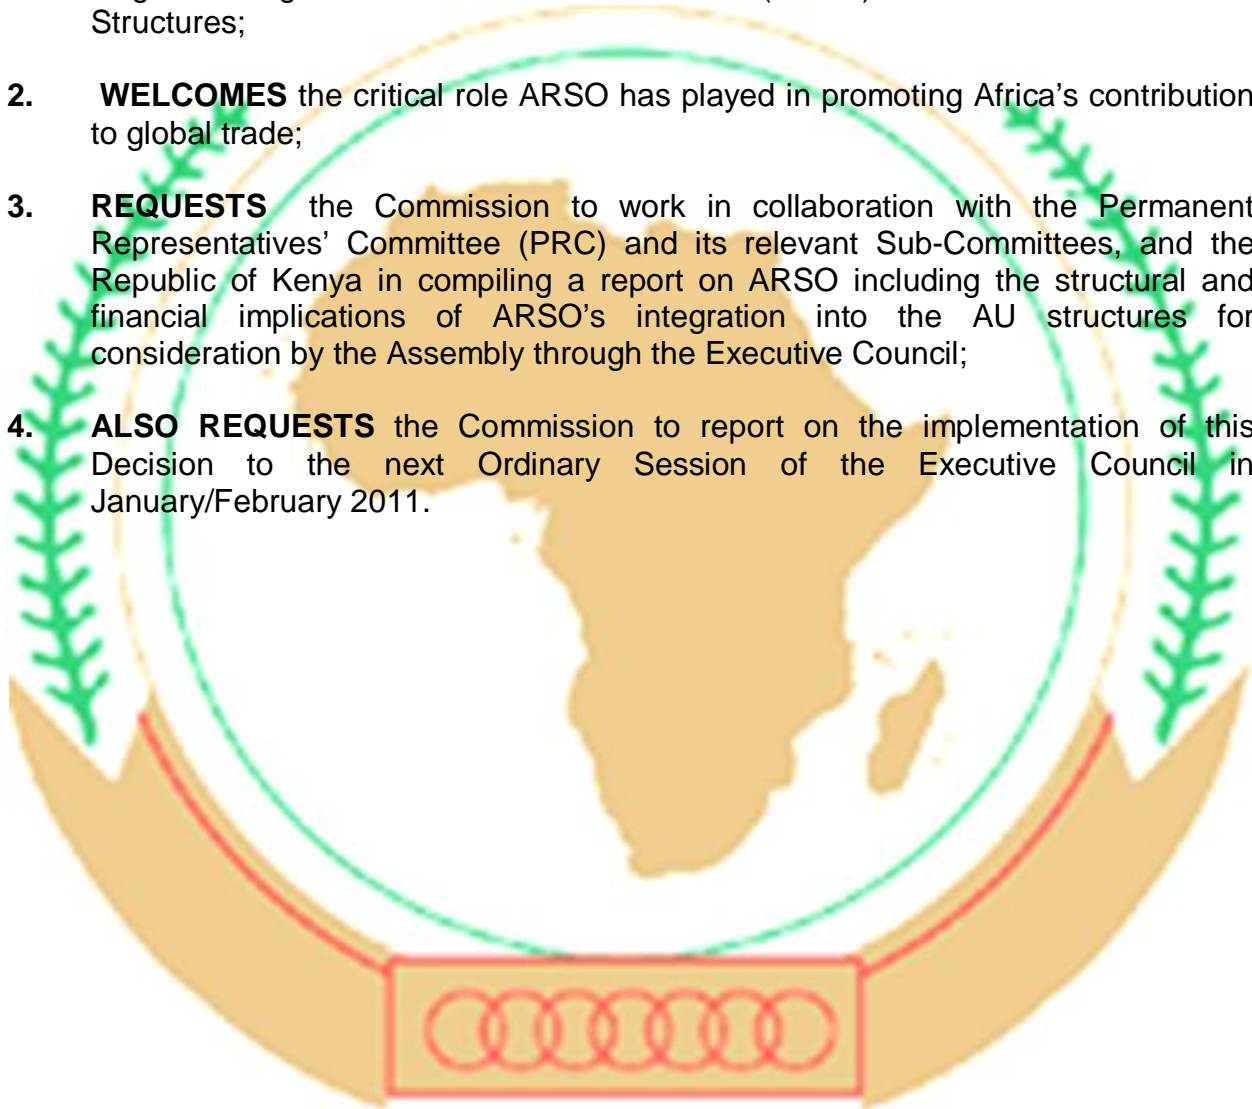 Structures;
2. WELCOMES the critical role ARSO has played in promoting Africa's contribution
to global trade;
3. REQUESTS the Commission to work in collaboration with the Permanent
Representatives' Committee (PRC) and its relevant Sub-Committees, and the
Republic of Kenya in compiling a report on ARSO including the structural and
financial implications of ARSO's integration into the AU structures for
consideration by the Assembly through the Executive Council;
4. ALSO REQUESTS the Commission to report on the implementation of this
Decision to the next Ordinary Session of the Executive Council in
January/February 2011.